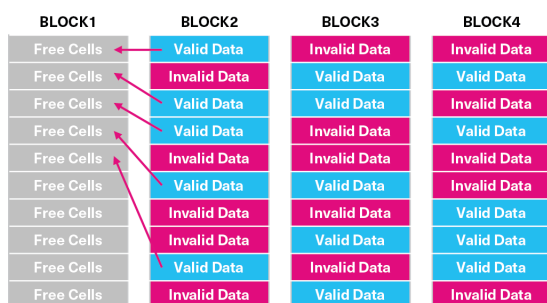 BLOCK1 BLOCK2 BLOCK3 BLOCK4
Free Cells Valid Data Invalid Data Invalid Data
Free Cells Invalid Data Valid Data Valid Data
Free Cells Valid Data Valid Data Invalid Data
Free Cells Valid Data Invalid Data Valid Data
Free Cells Invalid Data Invalid Data Invalid Data
Free Cells Valid Data Valid Data Invalid Data
Free Cells Invalid Data Invalid Data Valid Data
Free Cells Invalid Data Valid Data Valid Data
Free Cells Valid Data Invalid Data Valid Data
Free Cells Invalid Data Valid Data Invalid Data